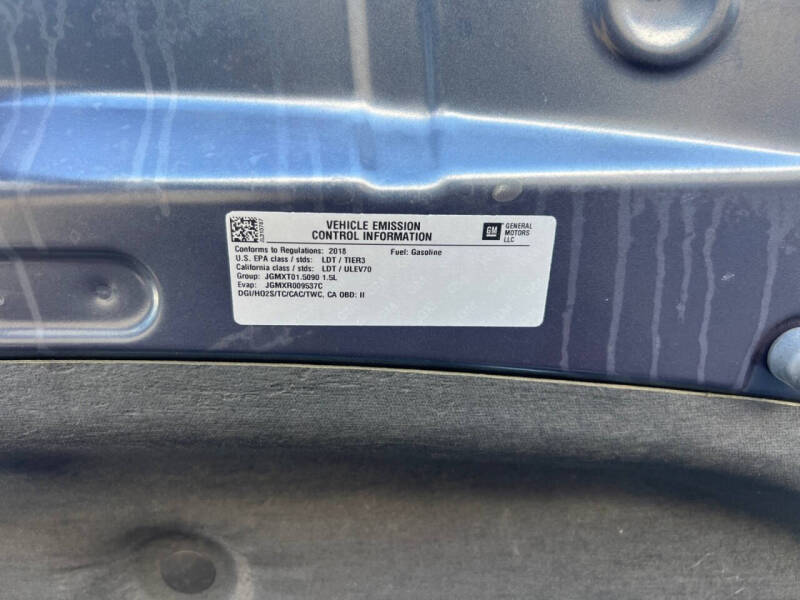 VEHICLE EMISSION
CONTROL INFORMATION
GM
GENERAL
MOTORS
LLC
Conforms to Regulations: 2018
Fuel: Gasoline
U.S. EPA class / stds: LDT / TIER3
California class / stds: LDT / ULEV70
Group: JGMXT01.5090 1.5L
Evap: JGMXR009537C
DGI/HO2S/TC/CAC/TWC, CA OBD: II